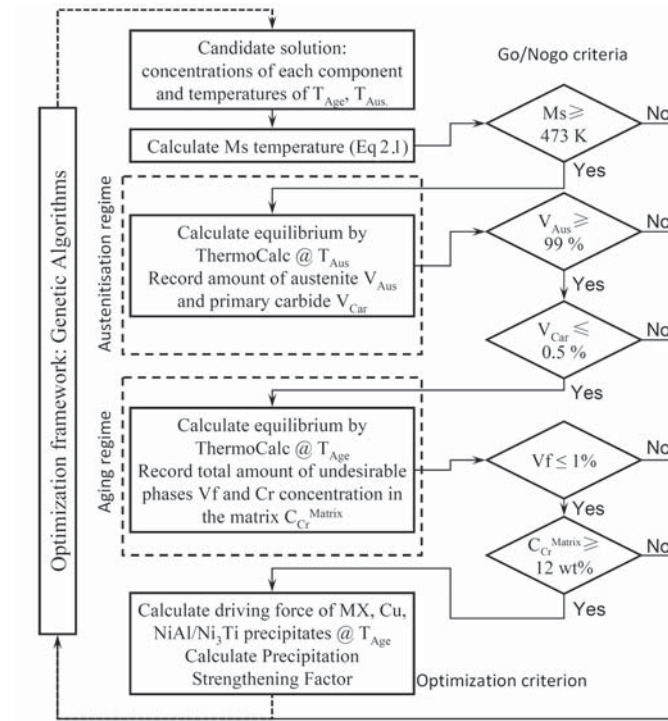 Candidate solution:
concentrations of each component
and temperatures of T_Age, T_Aus.
Go/Nogo criteria
Calculate Ms temperature (Eq 2.1)
Ms≥
473 K
No
Yes
Optimization framework: Genetic Algorithms
Austenitisation regime
Calculate equilibrium by
ThermoCalc @ T_Aus
Record amount of austenite V_Aus
and primary carbide V_Car
V_Aus ≥
99 %
No
Yes
V_Car ≤
0.5 %
No
Yes
Aging regime
Calculate equilibrium by
ThermoCalc @ T_Age
Record total amount of undesirable
phases Vf and Cr concentration in
the matrix C_Cr^Matrix
Vf ≤ 1%
No
Yes
C_Cr^Matrix ≥
12 wt%
No
Yes
Calculate driving force of MX, Cu,
NiAl/Ni₃Ti precipitates @ T_Age
Calculate Precipitation
Strengthening Factor
Optimization criterion